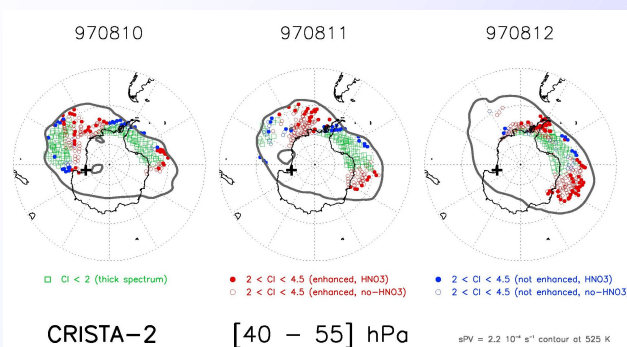 970810 970811 970812
CI < 2 (thick spectrum) 2 < CI < 4.5 (enhanced, HNO3) 2 < CI < 4.5 (not enhanced, HNO3)
2 < CI < 4.5 (enhanced, no-HNO3) 2 < CI < 4.5 (not enhanced, no-HNO3)
CRISTA-2 [40 - 55] hPa sPV = 2.2 10⁻⁴ s⁻¹ contour at 525 K